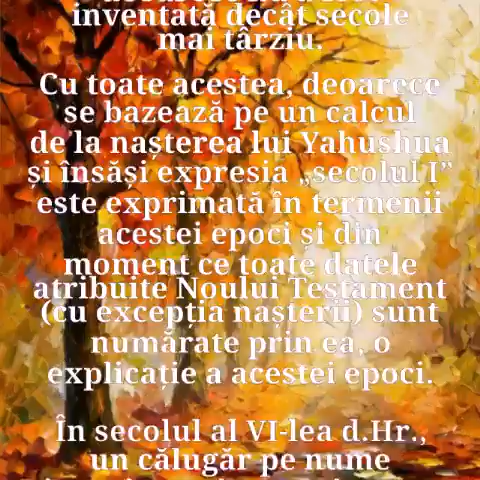 inventată decât secole
mai târziu.
Cu toate acestea, deoarece
se bazează pe un calcul
de la nașterea lui Yahushua
și însăși expresia „secolul I”
este exprimată în termenii
acestei epoci și din
moment ce toate datele
atribuite Noului Testament
(cu excepția nașterii) sunt
numărate prin ea, o
explicație a acestei epoci.
În secolul al VI-lea d.Hr.,
un călugăr pe nume